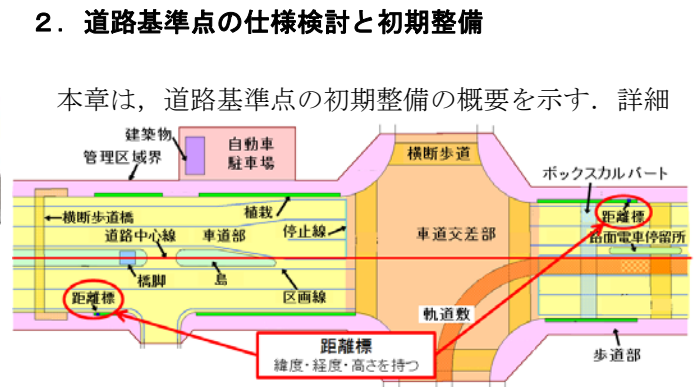 ２．道路基準点の仕様検討と初期整備
本章は，道路基準点の初期整備の概要を示す．詳細
建築物
自動車
駐車場
管理区域界
横断歩道
ボックスカルバート
横断歩道橋
植栽
停止線
道路中心線
車道部
車道交差部
距離標
路面電車停留所
橋脚
島
区画線
距離標
軌道敷
距離標
緯度・経度・高さを持つ
歩道部